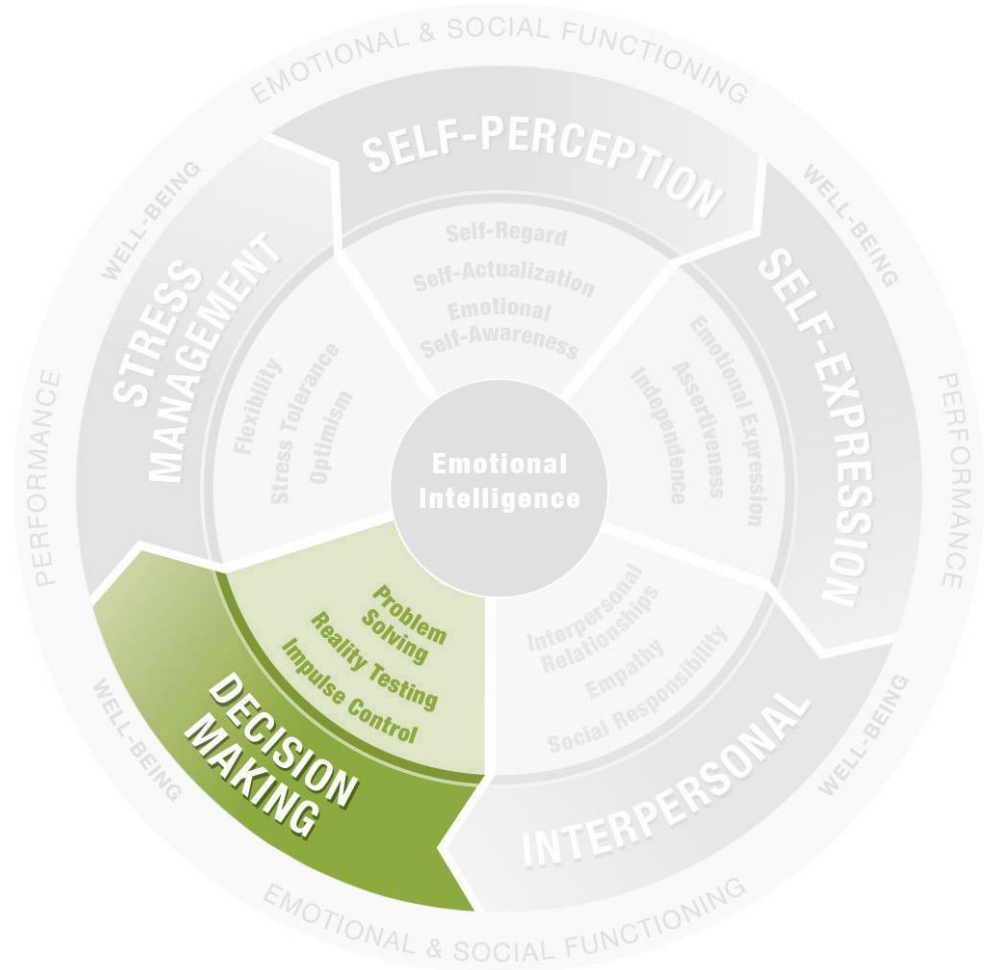 EMOTIONAL & SOCIAL FUNCTIONING
WELL-BEING
WELL-BEING
PERFORMANCE
PERFORMANCE
SELF-PERCEPTION
Self-Regard
Self-Actualization
Emotional
Self-Awareness
SELF-EXPRESSION
Emotional Expression
Assertiveness
Independence
INTERPERSONAL
Interpersonal
Relationships
Empathy
Social Responsibility
DECISION
MAKING
Problem
Solving
Reality Testing
Impulse Control
STRESS
MANAGEMENT
Flexibility
Stress Tolerance
Optimism
Emotional
Intelligence
WELL-BEING
WELL-BEING
EMOTIONAL & SOCIAL FUNCTIONING